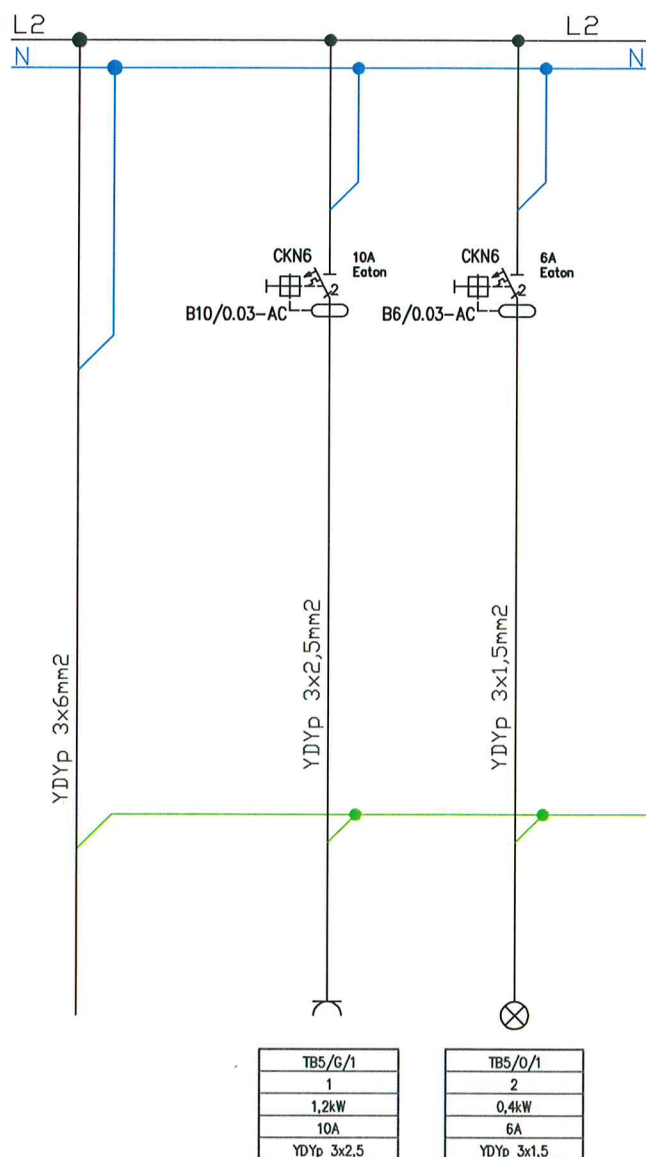 L2 L2
N N
CKN6 10A
Eaton
2
B10/0.03-AC
CKN6 6A
Eaton
2
B6/0.03-AC
YDYp 3x6mm2
YDYp 3x2,5mm2
YDYp 3x1,5mm2
TB5/G/1
1
1,2kW
10A
YDYp 3x2,5
TB5/O/1
2
0,4kW
6A
YDYp 3x1,5